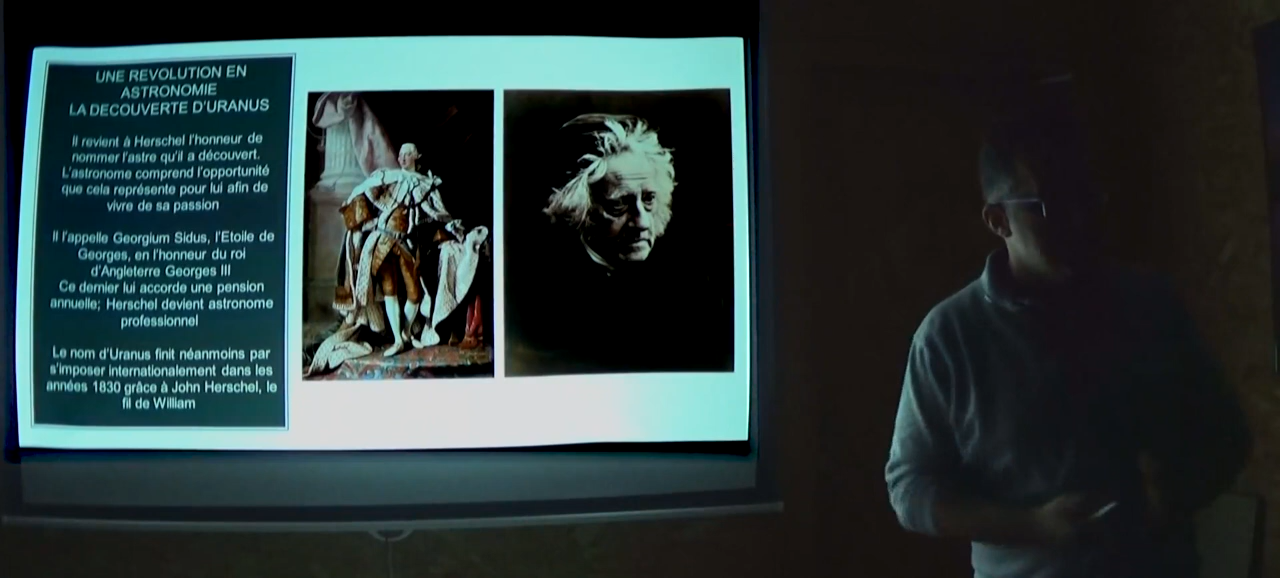 UNE REVOLUTION EN
ASTRONOMIE
LA DECOUVERTE D'URANUS
Il revient à Herschel l'honneur de
nommer l'astre qu'il a découvert.
L'astronome comprend l'opportunité
que cela représente pour lui afin de
vivre de sa passion
Il l'appelle Georgium Sidus, l'Etoile de
Georges, en l'honneur du roi
d'Angleterre Georges III
Ce dernier lui accorde une pension
annuelle; Herschel devient astronome
professionnel
Le nom d'Uranus finit néanmoins par
s'imposer internationalement dans les
années 1830 grâce à John Herschel, le
fil de William